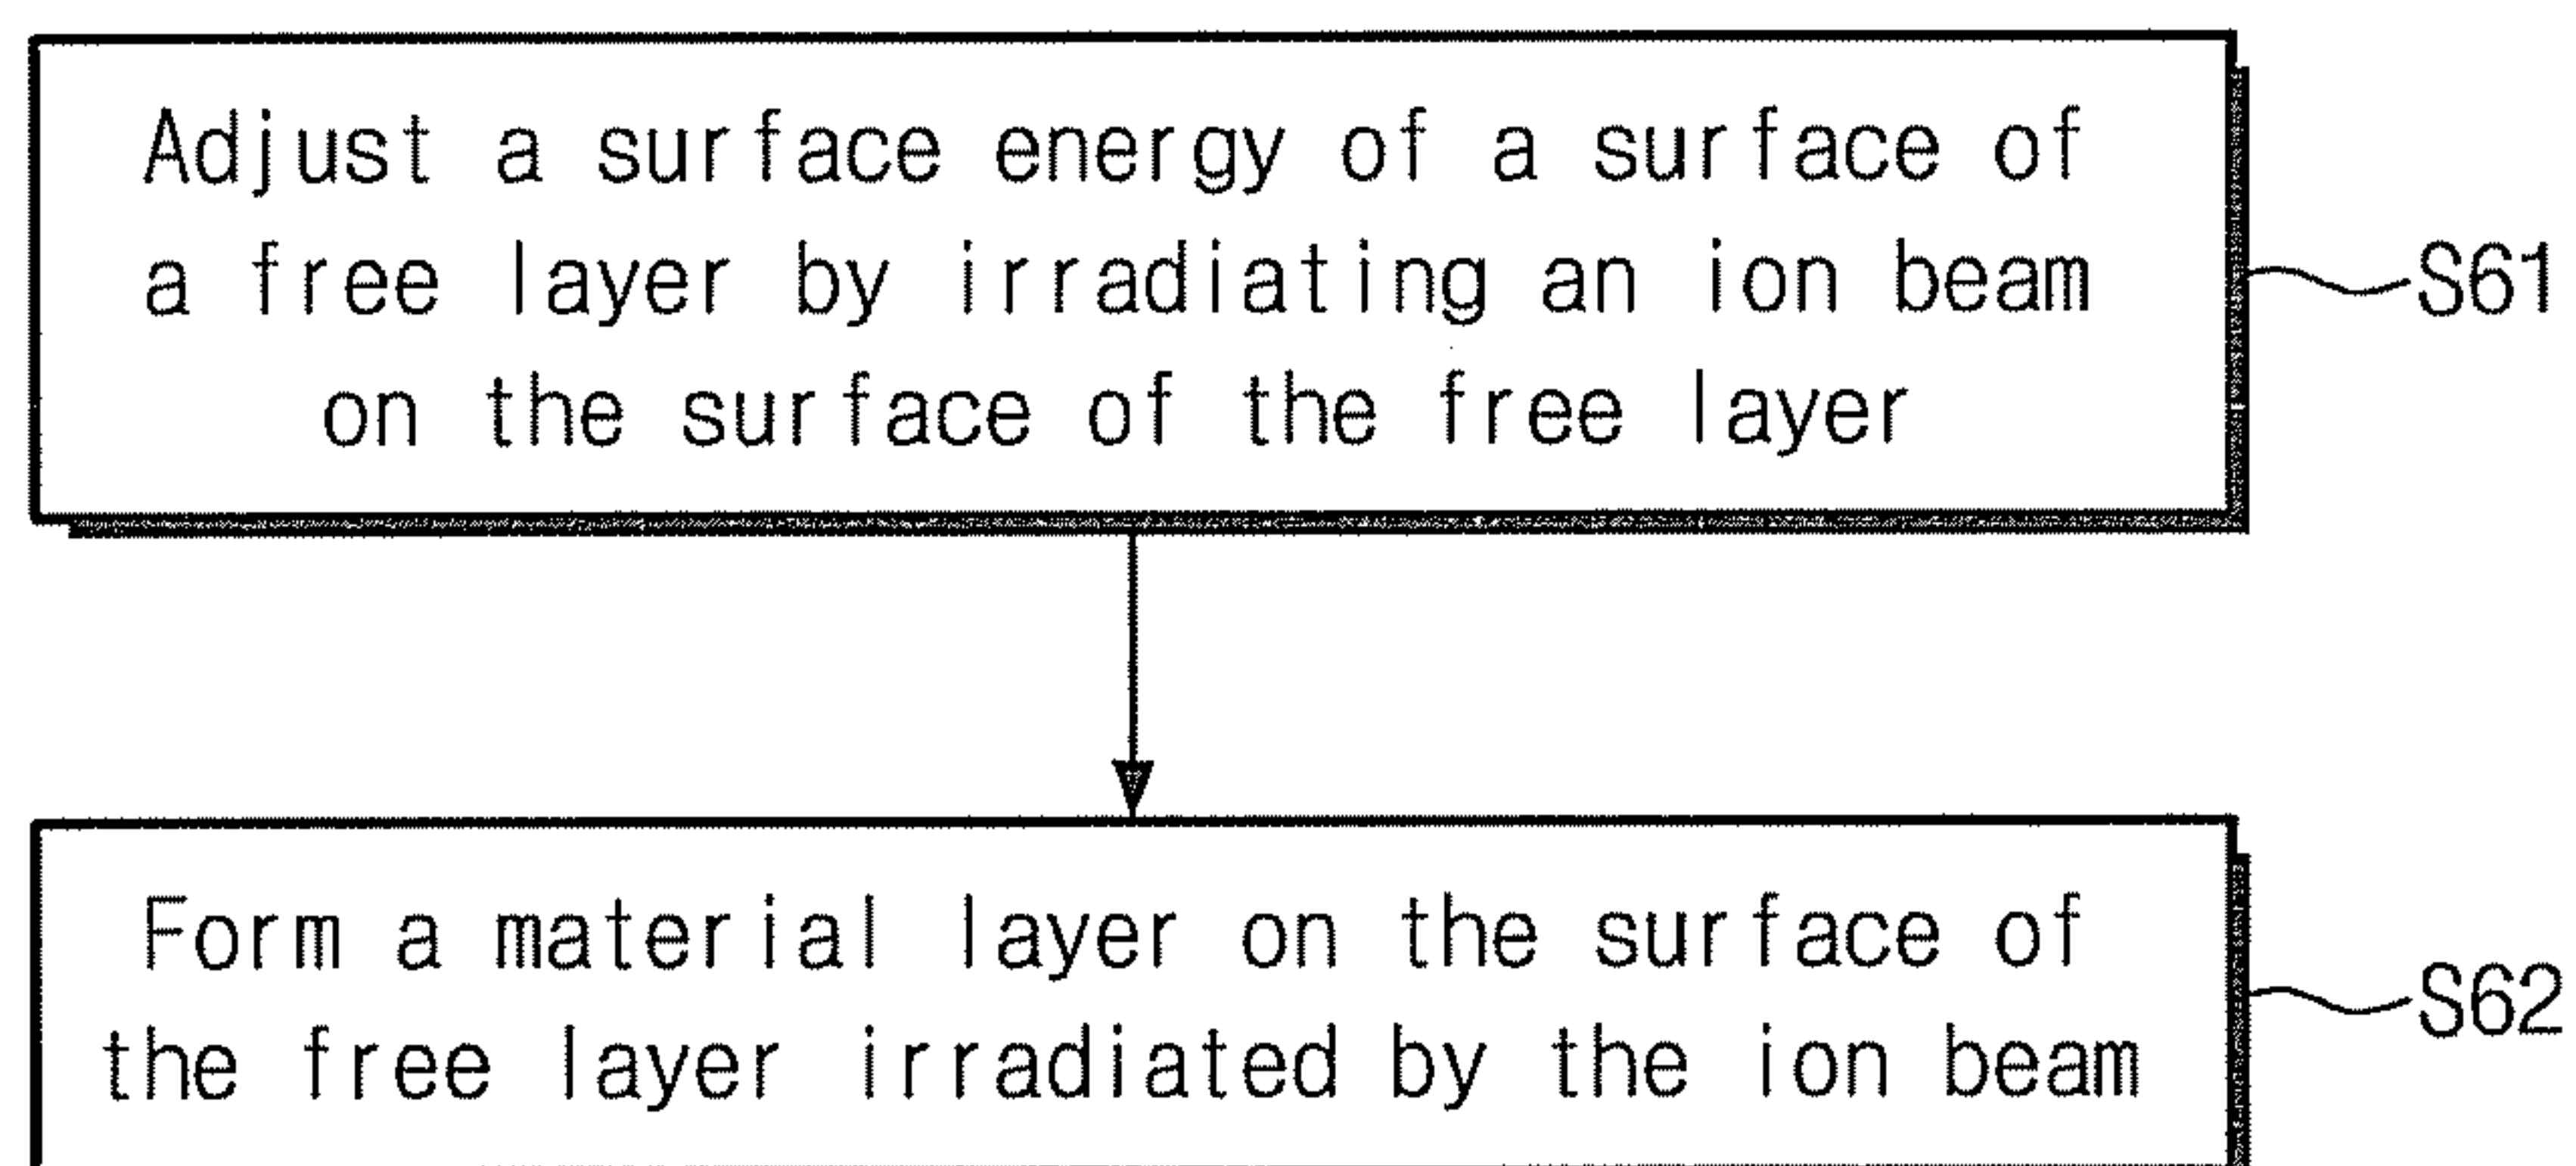 Adjust a surface energy of a surface of
a free layer by irradiating an ion beam
on the surface of the free layer
S61
Form a material layer on the surface of
the free layer irradiated by the ion beam
S62